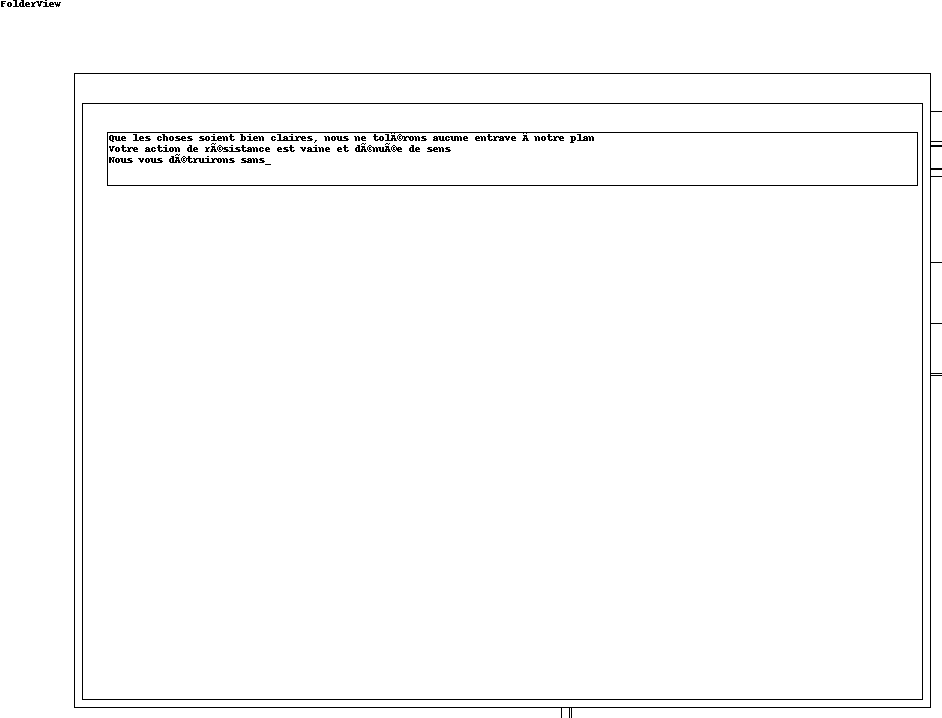 FolderView
Que les choses soient bien claires, nous ne tolÃ©rons aucune entrave Ã notre plan
Votre action de rÃ©sistance est vaine et dÃ©nuÃ©e de sens
Nous vous dÃ©truirons sans_